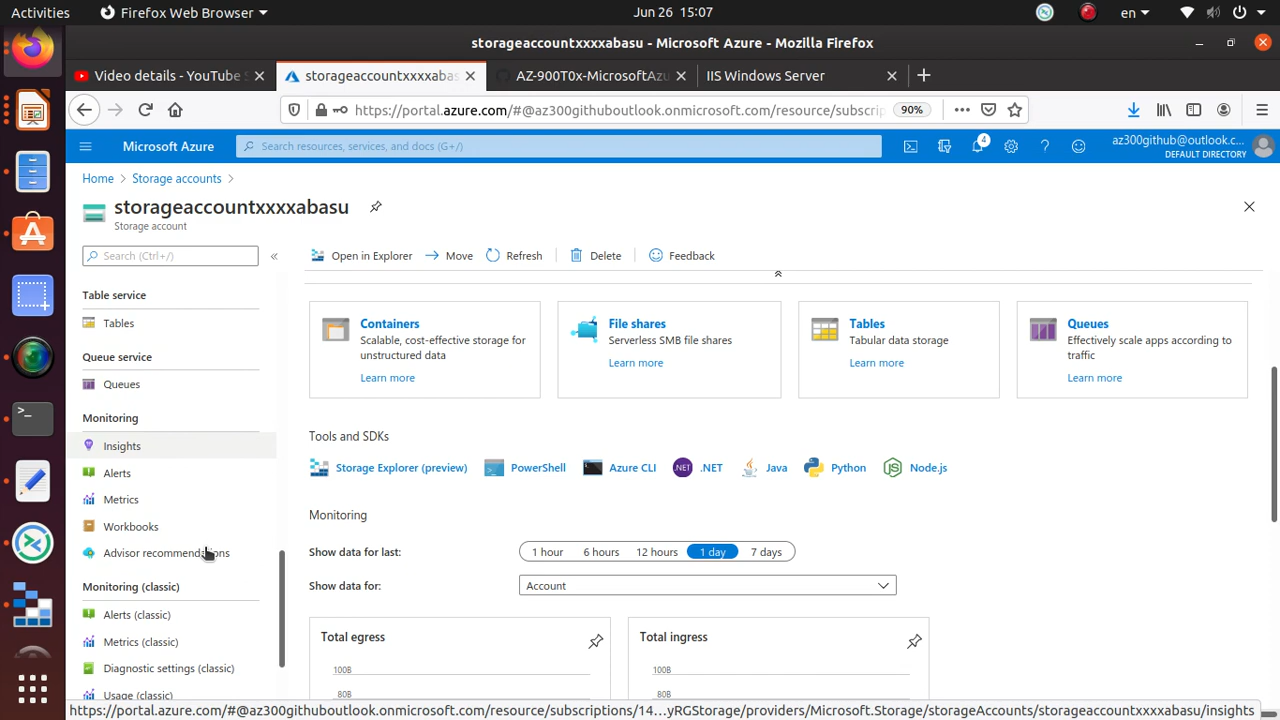 Activities
Firefox Web Browser
Jun 26 15:07
en
storageaccountxxxxabasu - Microsoft Azure - Mozilla Firefox
Video details - YouTube S
storageaccountxxxxabas
AZ-900T0x-MicrosoftAzu
IIS Windows Server
https://portal.azure.com/#@az300githuboutlook.onmicrosoft.com/resource/subscrip
90%
Microsoft Azure
Search resources, services, and docs (G+/)
4
az300github@outlook.c...
DEFAULT DIRECTORY
Home
Storage accounts
storageaccountxxxxabasu
Storage account
Search (Ctrl+/)
Open in Explorer
Move
Refresh
Delete
Feedback
Table service
Tables
Queue service
Queues
Monitoring
Insights
Alerts
Metrics
Workbooks
Advisor recommendations
Monitoring (classic)
Alerts (classic)
Metrics (classic)
Diagnostic settings (classic)
Usage (classic)
Containers
Scalable, cost-effective storage for
unstructured data
Learn more
File shares
Serverless SMB file shares
Learn more
Tables
Tabular data storage
Learn more
Queues
Effectively scale apps according to
traffic
Learn more
Tools and SDKs
Storage Explorer (preview)
PowerShell
Azure CLI
.NET
Java
Python
Node.js
Monitoring
Show data for last:
1 hour
6 hours
12 hours
1 day
7 days
Show data for:
Account
Total egress
100B
80B
Total ingress
100B
80B
https://portal.azure.com/#@az300githuboutlook.onmicrosoft.com/resource/subscriptions/14…yRGStorage/providers/Microsoft.Storage/storageAccounts/storageaccountxxxxabasu/insights